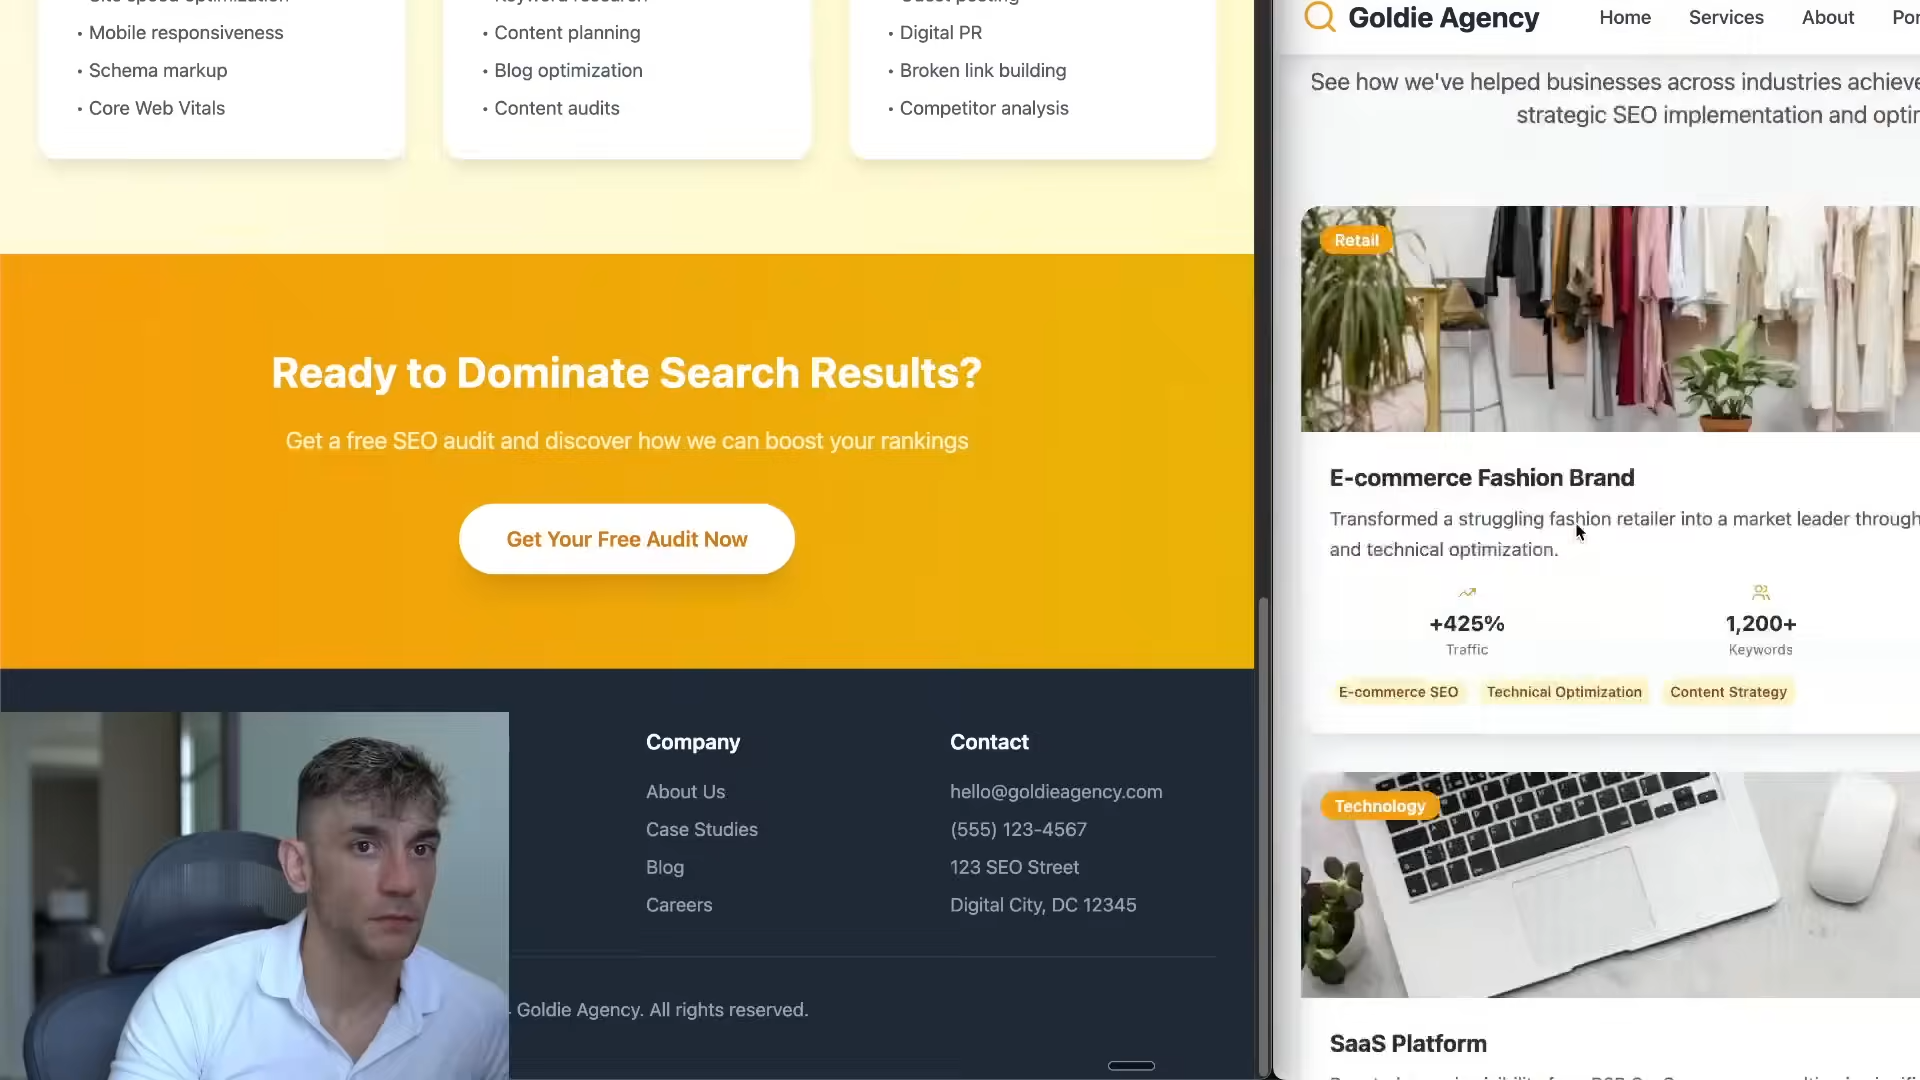 • Mobile responsiveness
• Schema markup
• Core Web Vitals
• Content planning
• Blog optimization
• Content audits
• Digital PR
• Broken link building
• Competitor analysis
Ready to Dominate Search Results?
Get a free SEO audit and discover how we can boost your rankings
Get Your Free Audit Now
Company
About Us
Case Studies
Blog
Careers
Contact
hello@goldieagency.com
(555) 123-4567
123 SEO Street
Digital City, DC 12345
Goldie Agency. All rights reserved.
Goldie Agency
Home
Services
About
See how we've helped businesses across industries achieve
strategic SEO implementation and
Retail
E-commerce Fashion Brand
Transformed a struggling fashion retailer into a market leader through
and technical optimization.
+425%
Traffic
1,200+
Keywords
E-commerce SEO
Technical Optimization
Content Strategy
Technology
SaaS Platform